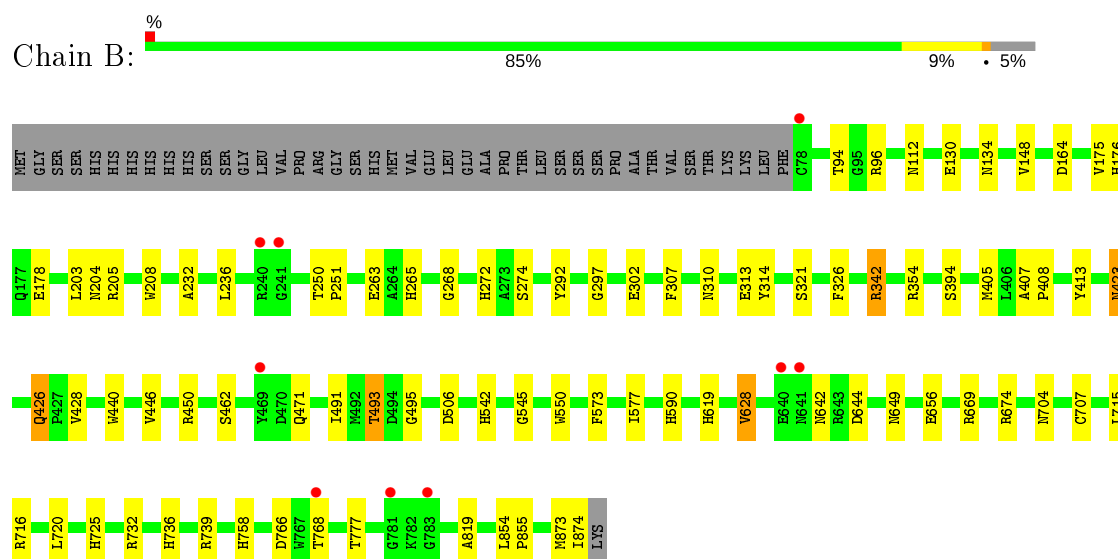 %
Chain B:
85% 9% • 5%
MET GLY SER SER HIS HIS HIS HIS HIS HIS SER SER GLY LEU VAL PRO ARG GLY SER HIS MET VAL GLU LEU GLU ALA PRO THR LEU SER SER SER PRO ALA THR VAL SER THR LYS LYS LEU PHE C78 T94 G95 R96 N112 E130 N134 V148 D164 V175
Q177 E178 L203 N204 R205 W208 A232 L236 R240 G241 T250 P251 E263 A264 H265 G268 H272 A273 S274 Y292 G297 E302 F307 N310 E313 Y314 S321 F326 R342 R354 S394 M405 L406 A407 P408 Y413
Q426 P427 V428 W440 V446 R450 S462 Y469 D470 Q471 I491 M492 T493 D494 G495 D506 H542 G545 W550 F573 I577 H590 H619 V628 E640 N641 N642 R643 D644 N649 E656 R669 R674 N704 C707
R716 L720 H725 R732 H736 R739 H758 D766 W767 T768 T777 G781 K782 G783 A819 L854 P855 M873 I874 LYS